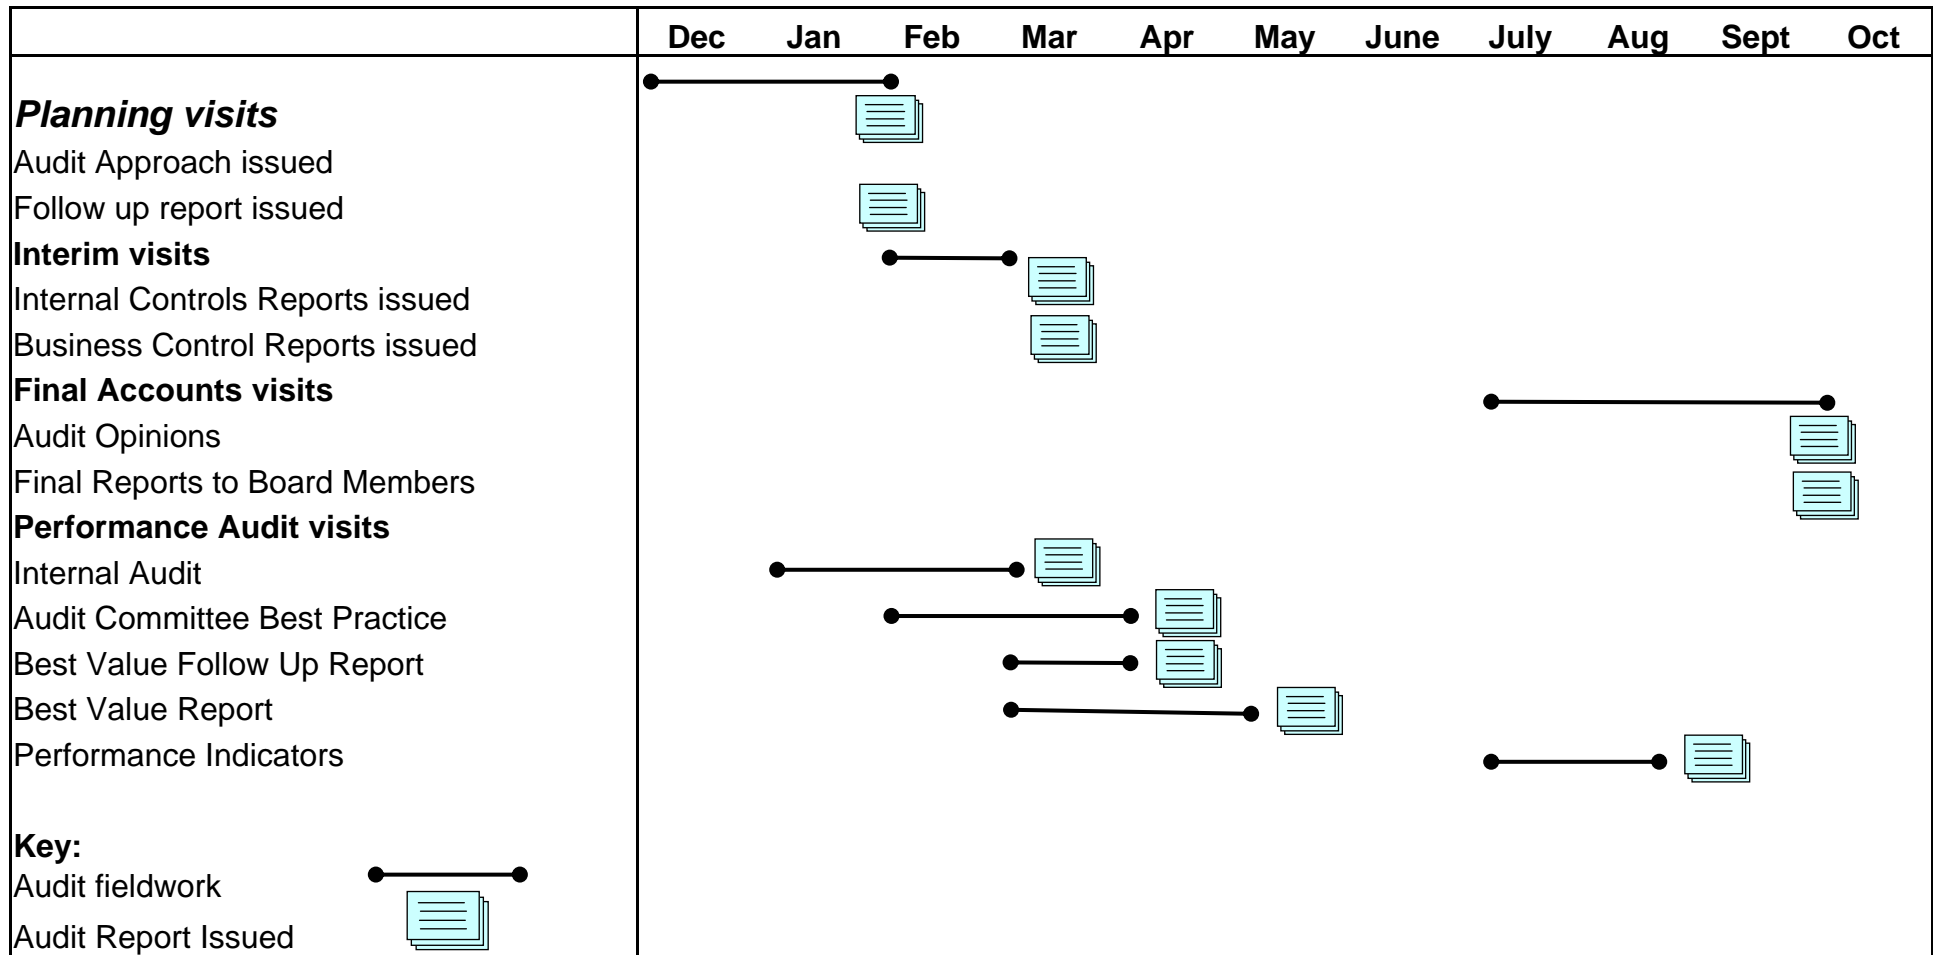 Dec Jan Feb Mar Apr May June July Aug Sept Oct
Planning visits
Audit Approach issued
Follow up report issued
Interim visits
Internal Controls Reports issued
Business Control Reports issued
Final Accounts visits
Audit Opinions
Final Reports to Board Members
Performance Audit visits
Internal Audit
Audit Committee Best Practice
Best Value Follow Up Report
Best Value Report
Performance Indicators
Key:
Audit fieldwork
Audit Report Issued